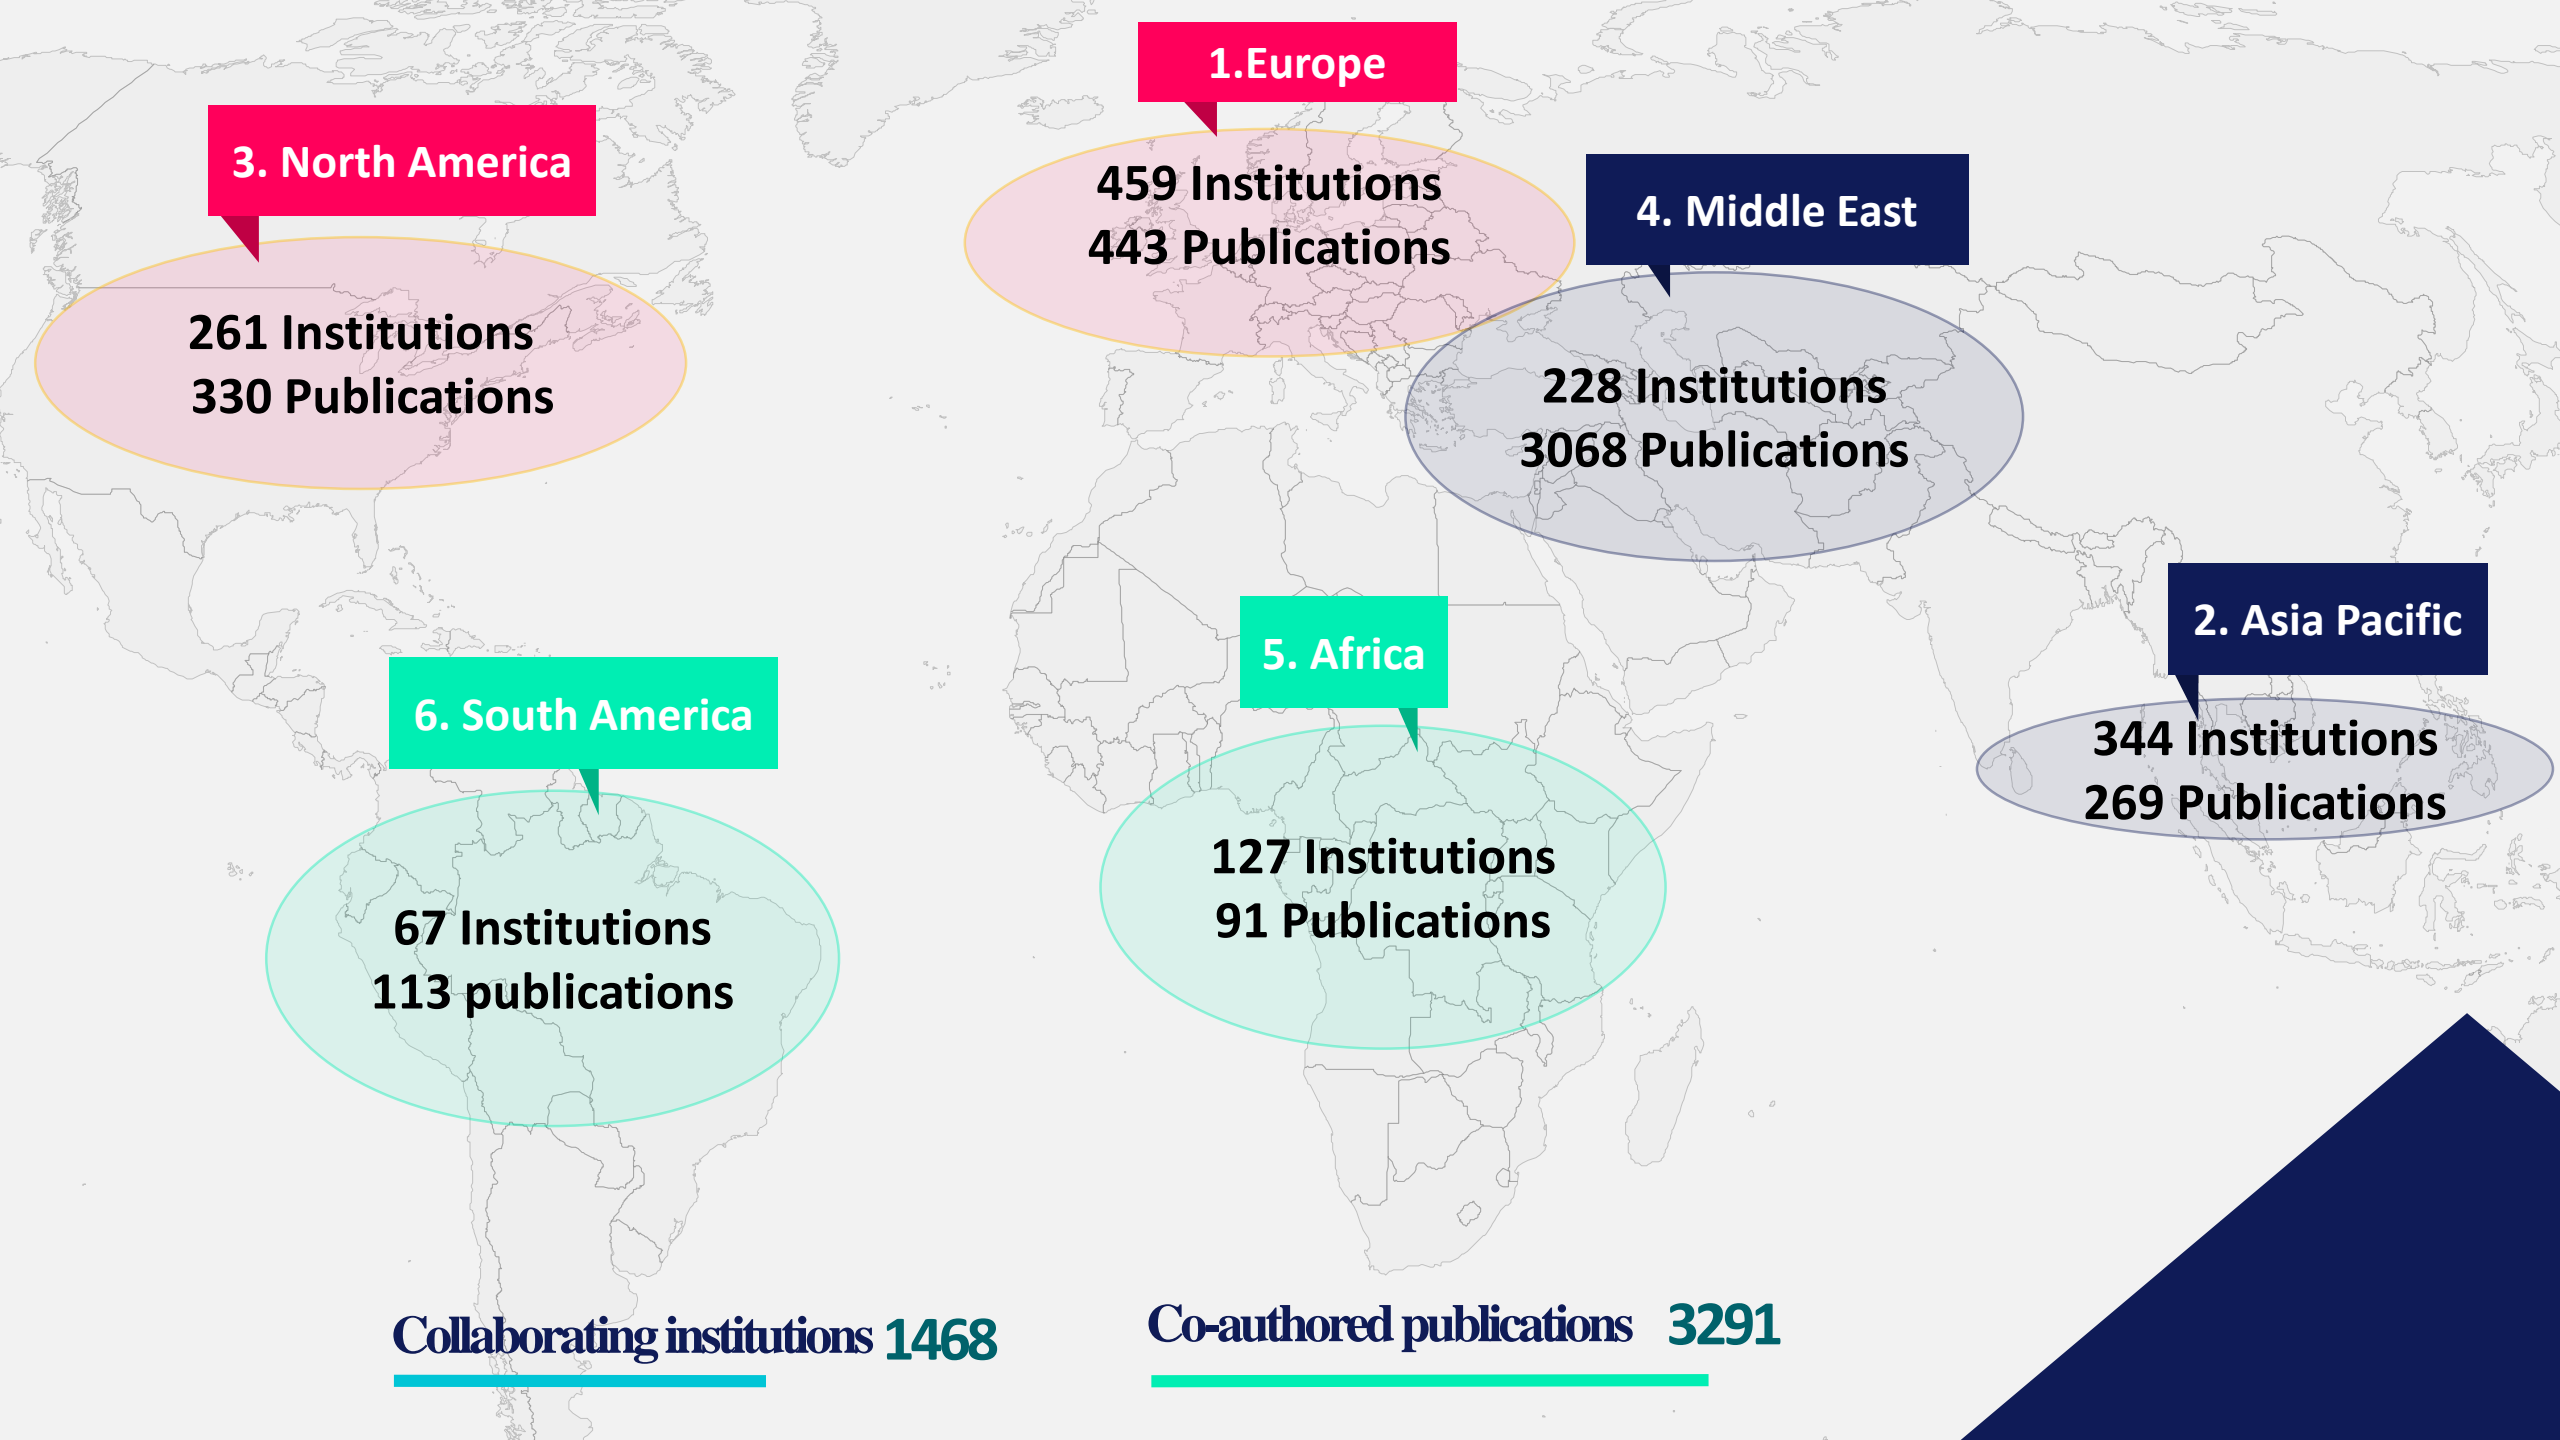 1.Europe
459 Institutions
443 Publications
3. North America
261 Institutions
330 Publications
4. Middle East
228 Institutions
3068 Publications
2. Asia Pacific
344 Institutions
269 Publications
5. Africa
127 Institutions
91 Publications
6. South America
67 Institutions
113 publications
Collaborating institutions 1468
Co-authored publications 3291